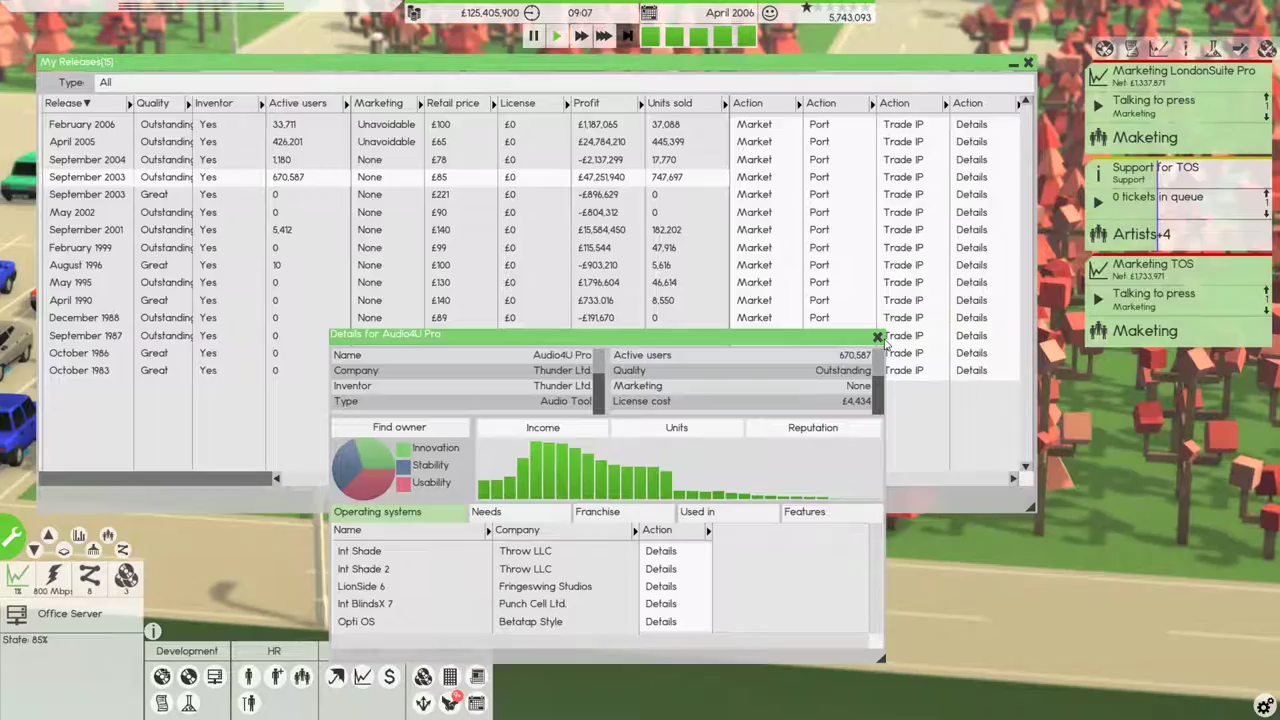 £125,405,900 09:07 April 2006 5,743,093
My Releases(15)
Type: All
Release▼ Quality Inventor Active users Marketing Retail price License Profit Units sold Action Action Action Action
February 2006 Outstanding Yes 33,711 Unavoidable £100 £0 £1,187,065 37,088 Market Port Trade IP Details
April 2005 Outstanding Yes 426,201 Unavoidable £65 £0 £24,784,210 445,399 Market Port Trade IP Details
September 2004 Outstanding Yes 1,180 None £78 £0 -£2,137,299 17,770 Market Port Trade IP Details
September 2003 Outstanding Yes 670,587 None £85 £0 £47,251,940 747,697 Market Port Trade IP Details
September 2003 Great Yes 0 None £221 £0 -£896,629 0 Market Port Trade IP Details
May 2002 Outstanding Yes 0 None £90 £0 -£804,312 0 Market Port Trade IP Details
September 2001 Outstanding Yes 5,412 None £140 £0 £15,584,450 182,202 Market Port Trade IP Details
February 1999 Outstanding Yes 0 None £99 £0 £115,544 47,916 Market Port Trade IP Details
August 1996 Great Yes 10 None £100 £0 -£903,210 5,616 Market Port Trade IP Details
May 1995 Outstanding Yes 0 None £130 £0 £1,796,604 46,614 Market Port Trade IP Details
April 1990 Great Yes 0 None £140 £0 £733,016 8,550 Market Port Trade IP Details
December 1988 Outstanding Yes 0 None £89 £0 -£191,670 0 Market Port Trade IP Details
September 1987 Outstanding Yes 0 Trade IP Details
October 1986 Great Yes 0 Trade IP Details
October 1983 Outstanding Yes 0 Trade IP Details
Details for Audio4U Pro
Name Audio4U Pro Active users 670,587
Company Thunder Ltd. Quality Outstanding
Inventor Thunder Ltd. Marketing None
Type Audio Tool License cost £4,434
Find owner Income Units Reputation
Innovation
Stability
Usability
Operating systems Needs Franchise Used in Features
Name Company Action
Int Shade Throw LLC Details
Int Shade 2 Throw LLC Details
LionSide 6 Fringeswing Studios Details
Int BlindsX 7 Punch Cell Ltd. Details
Opti OS Betatap Style Details
Marketing LondonSuite Pro
Net: £1,337,871
Talking to press
Marketing
1
Maketing
Support for TOS
Support
0 tickets in queue
1
Artists+4
Marketing TOS
Net: £1,733,971
Talking to press
Marketing
1
Maketing
1% 800 Mbps 8 3
Office Server
State: 85%
Development HR
9+